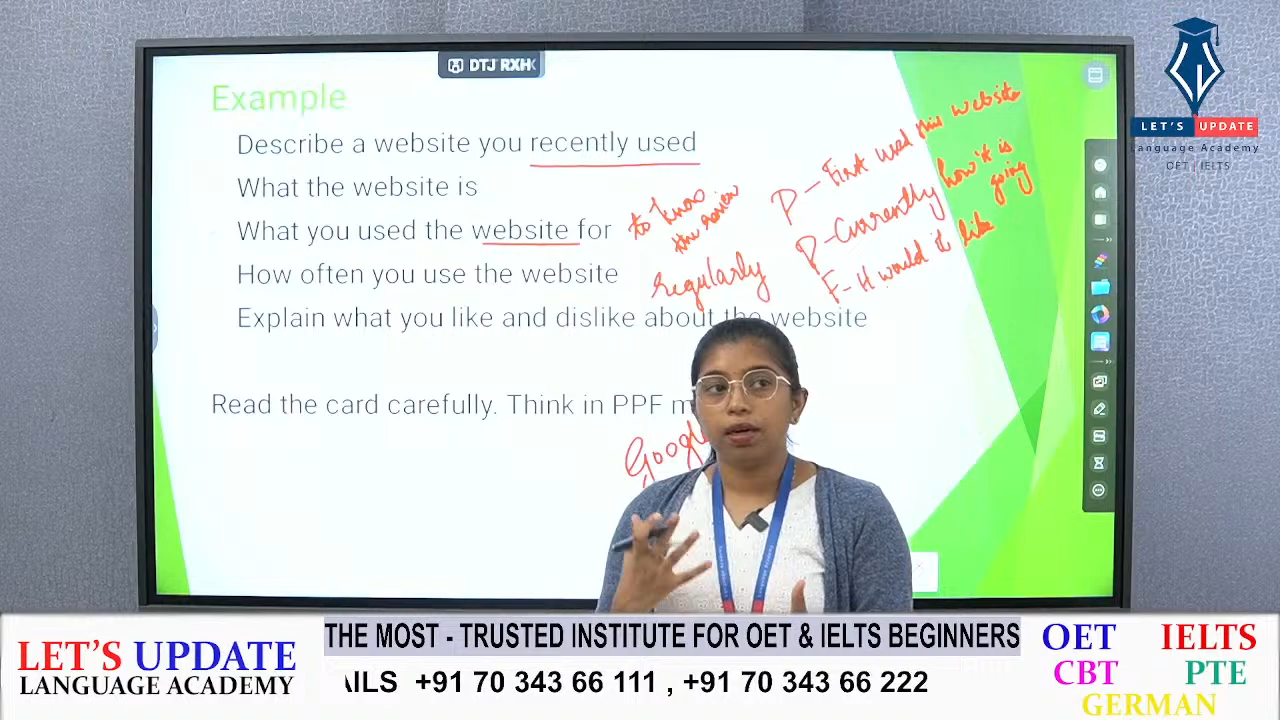 DTJ RXH
Example
Describe a website you recently used
What the website is
What you used the website for
How often you use the website
Explain what you like and dislike about the website
Read the card carefully. Think in PPF m
to know
the review
regularly
P - First used this website
P - Currently how it is
going
F - H would it like
Google
LET'S UPDATE
Language Academy
OET | IELTS
THE MOST - TRUSTED INSTITUTE FOR OET & IELTS BEGINNERS
LET'S UPDATE
LANGUAGE ACADEMY
AILS +91 70 343 66 111 , +91 70 343 66 222
OET IELTS
CBT PTE
GERMAN